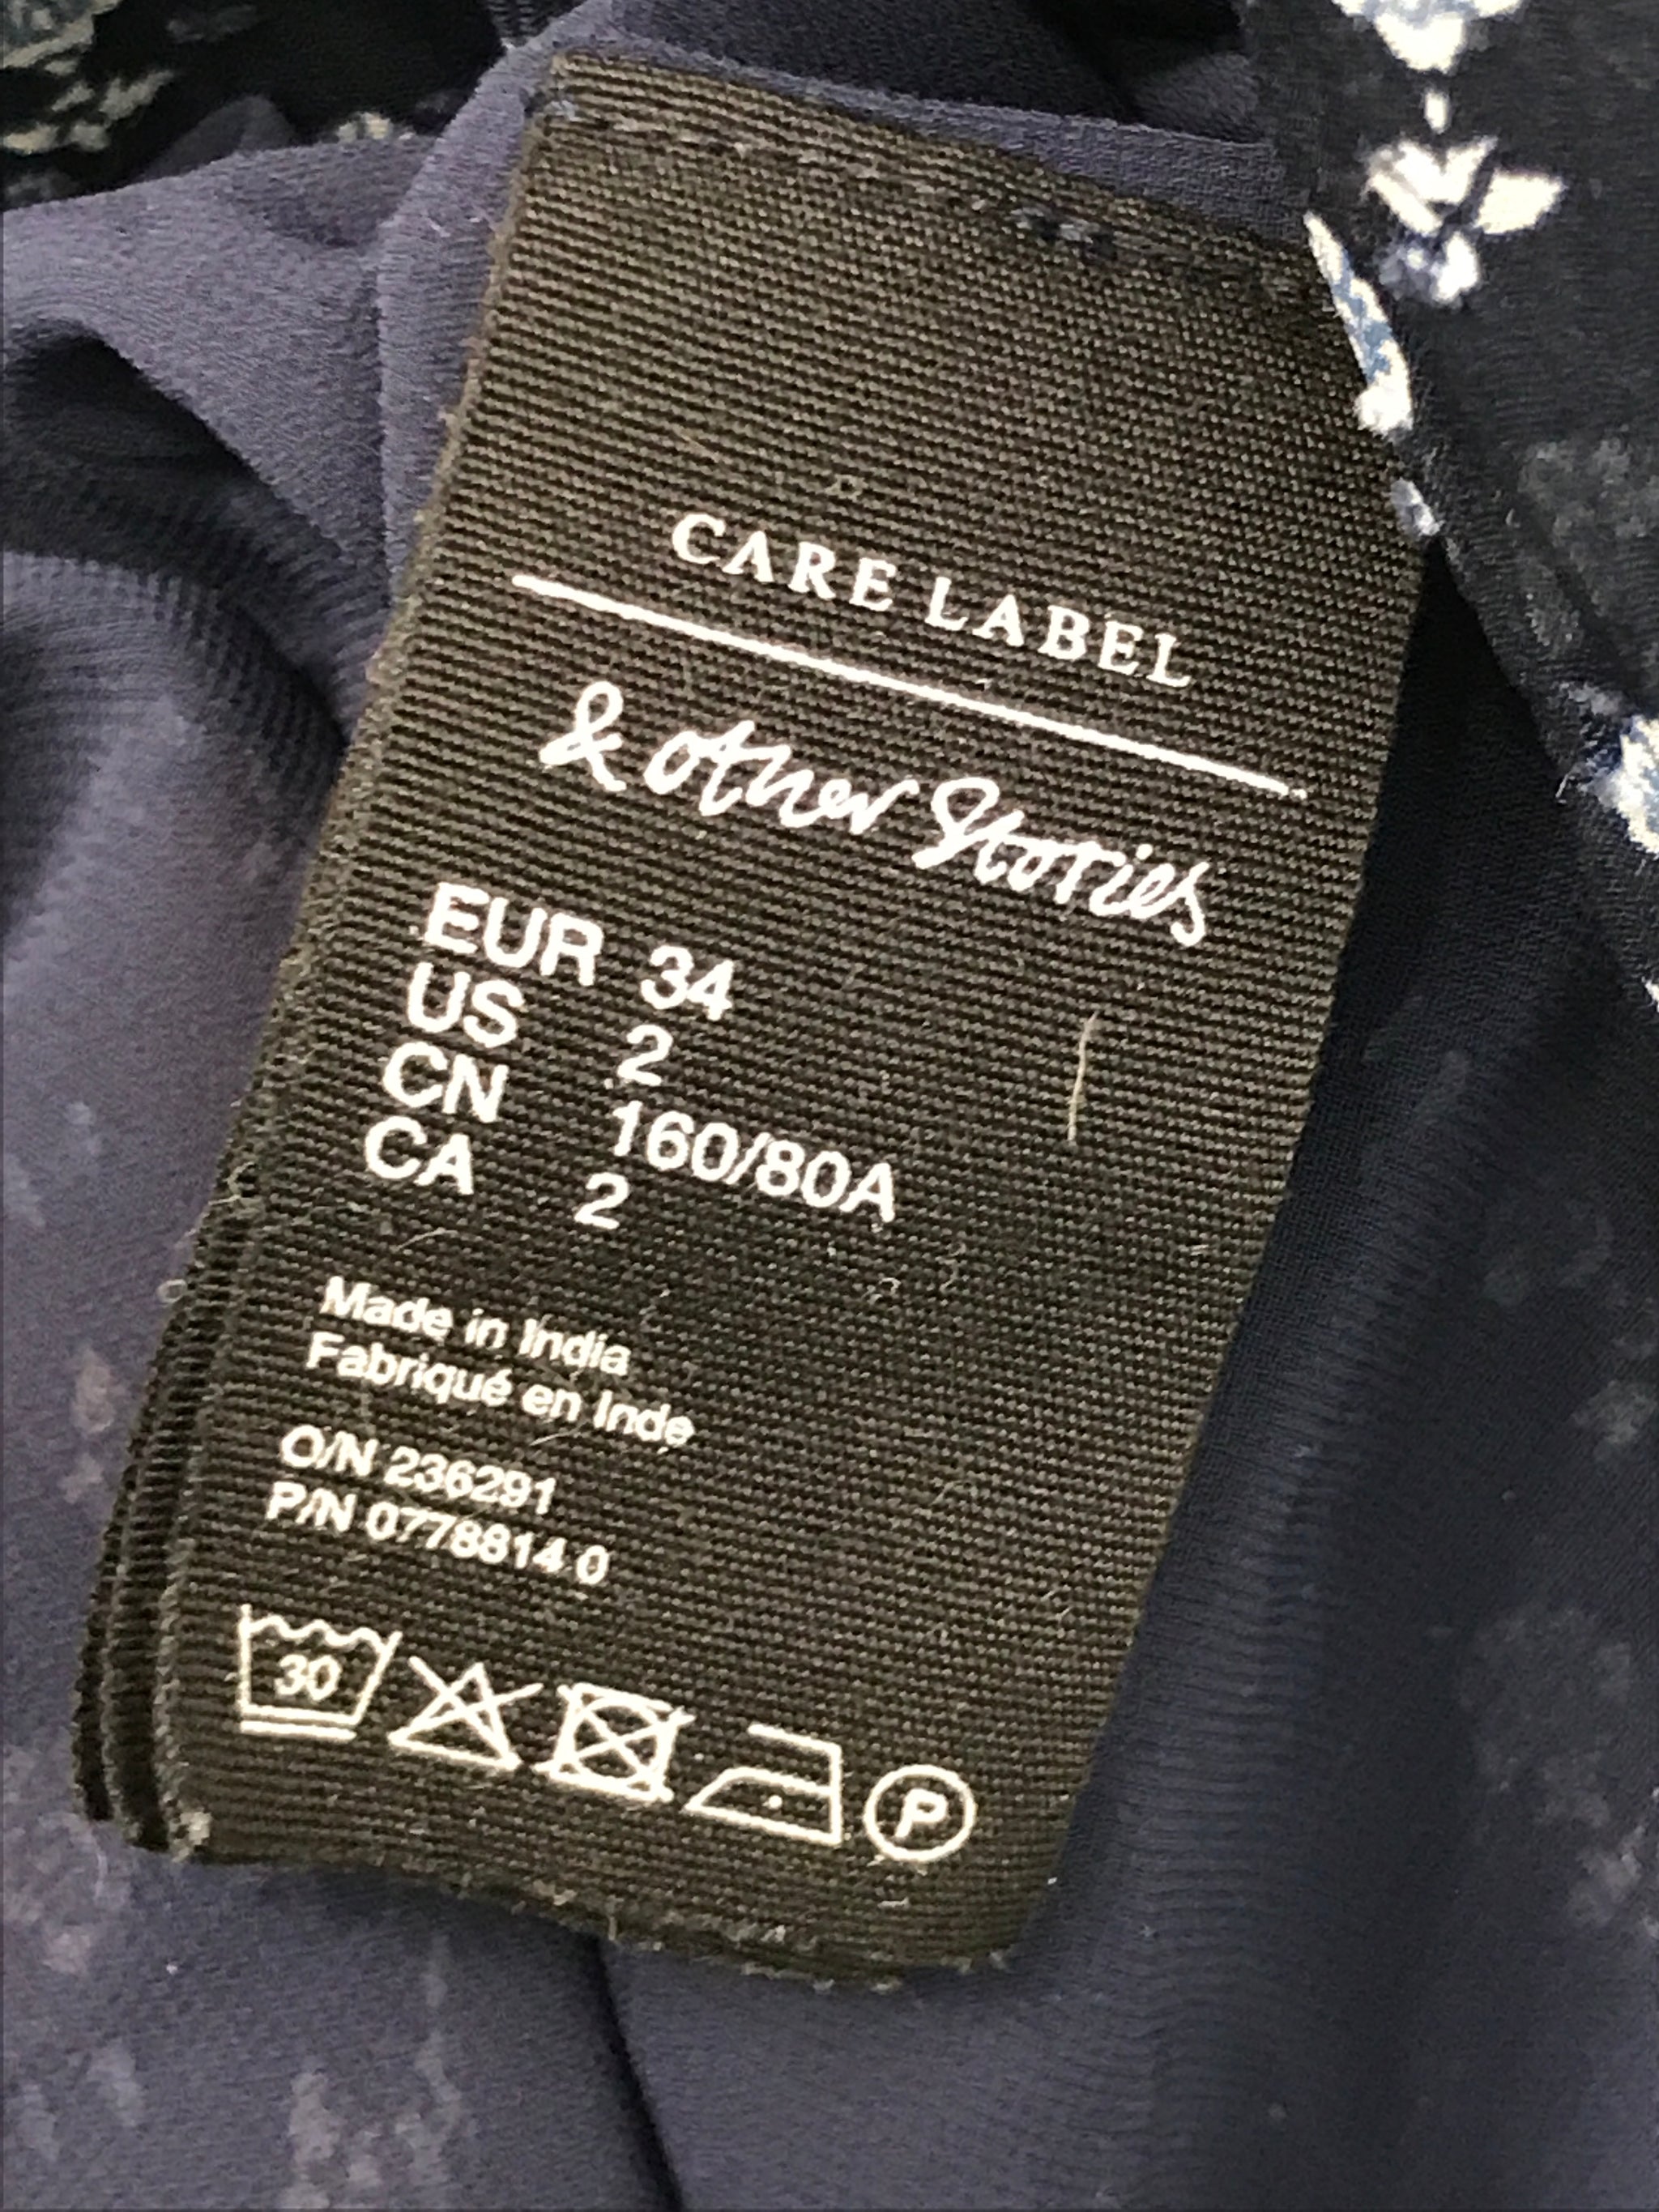 CARE LABEL
& other Stories
EUR 34
US 2
CN 160/80A
CA 2
Made in India
Fabriqué en Inde
O/N 236291
P/N 0778814 0
30
P